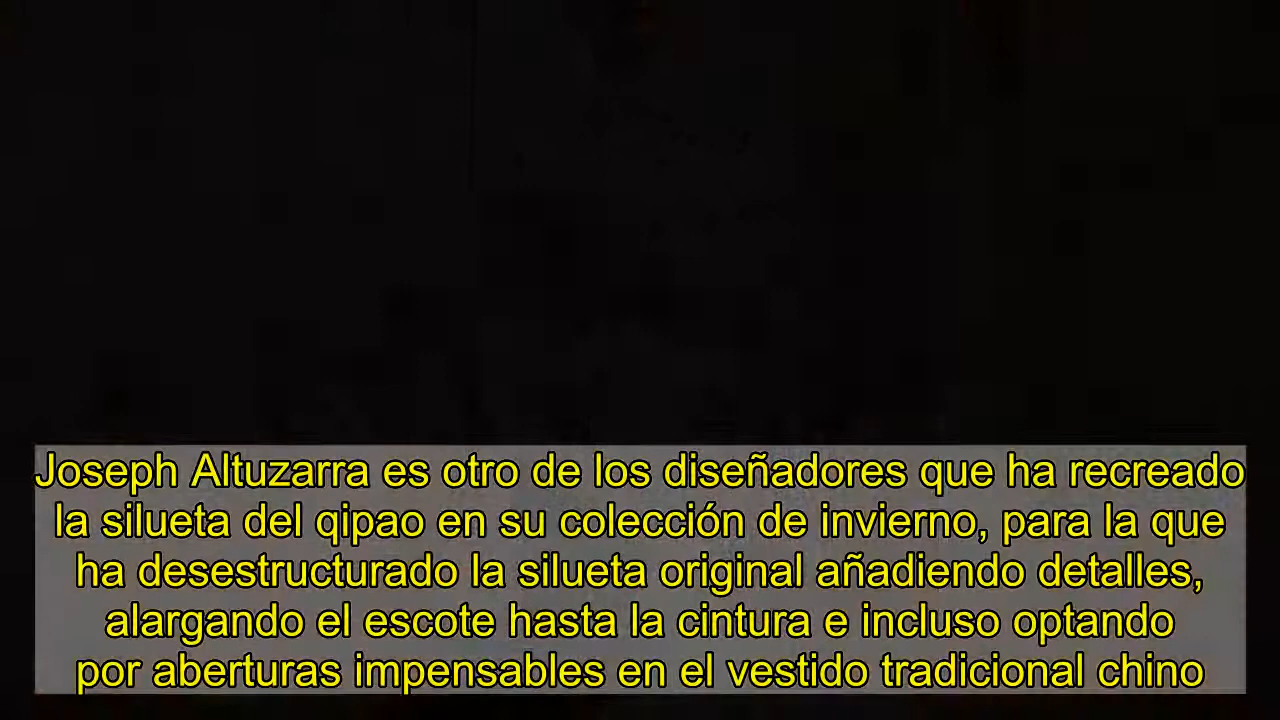 Joseph Altuzarra es otro de los diseñadores que ha recreado
la silueta del qipao en su colección de invierno, para la que
ha desestructurado la silueta original añadiendo detalles,
alargando el escote hasta la cintura e incluso optando
por aberturas impensables en el vestido tradicional chino